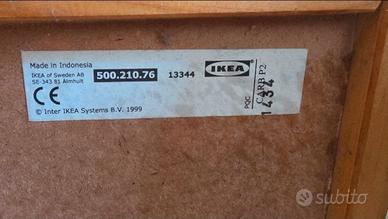 Made in Indonesia
IKEA of Sweden AB
SE-343 81 Älmhult
500.210.76
13344
IKEA
CE
© Inter IKEA Systems B.V. 1999
PQC
CARB P2
1434
subito